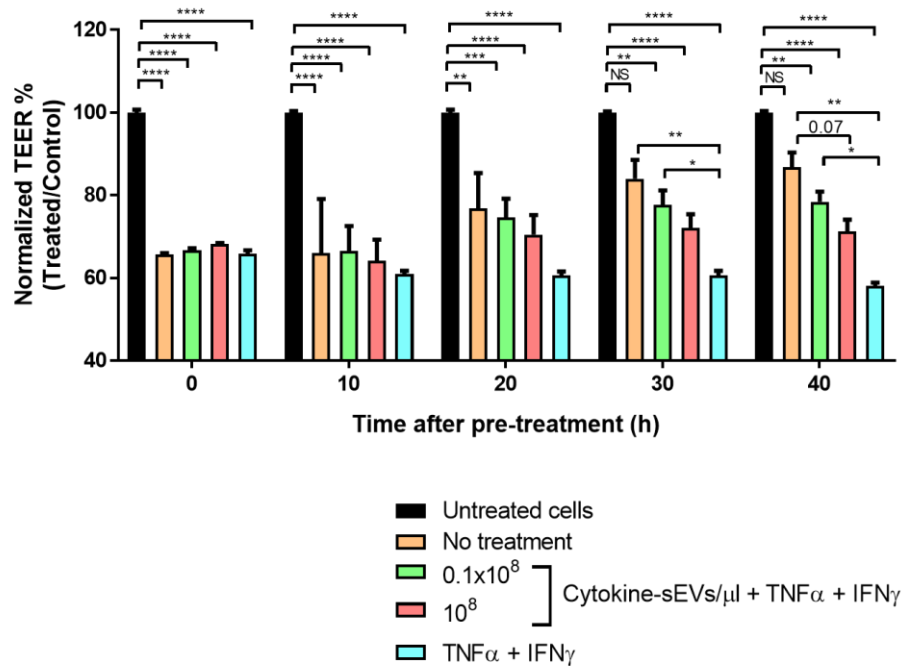 Normalized TEER %
(Treated/Control)
120
100
80
60
40
**** **** **** **** ****
**** **** **** **** ****
**** **** *** ** **
**** **** ** NS NS
** **
0.07
* *
0 10 20 30 40
Time after pre-treatment (h)
Untreated cells
No treatment
0.1x10⁸
10⁸
Cytokine-sEVs/μl + TNFα + IFNγ
TNFα + IFNγ